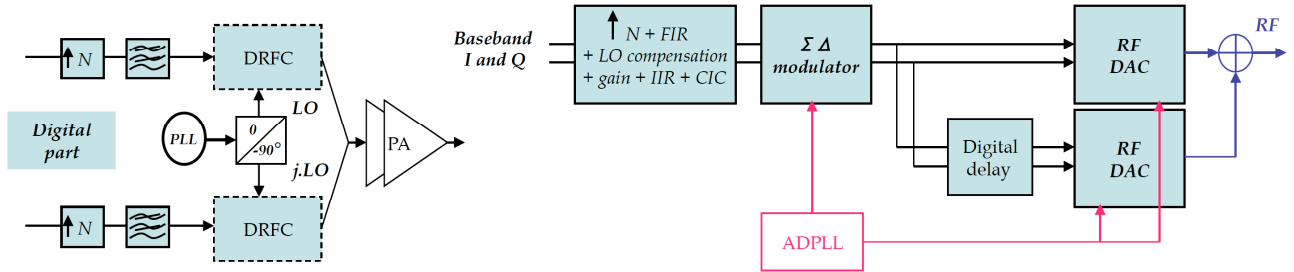 N
DRFC
LO
Digital
part
PLL
0
-90°
PA
j.LO
N
DRFC
Baseband
I and Q
N + FIR
+ LO compensation
+ gain + IIR + CIC
Σ Δ
modulator
RF
DAC
RF
Digital
delay
RF
DAC
ADPLL